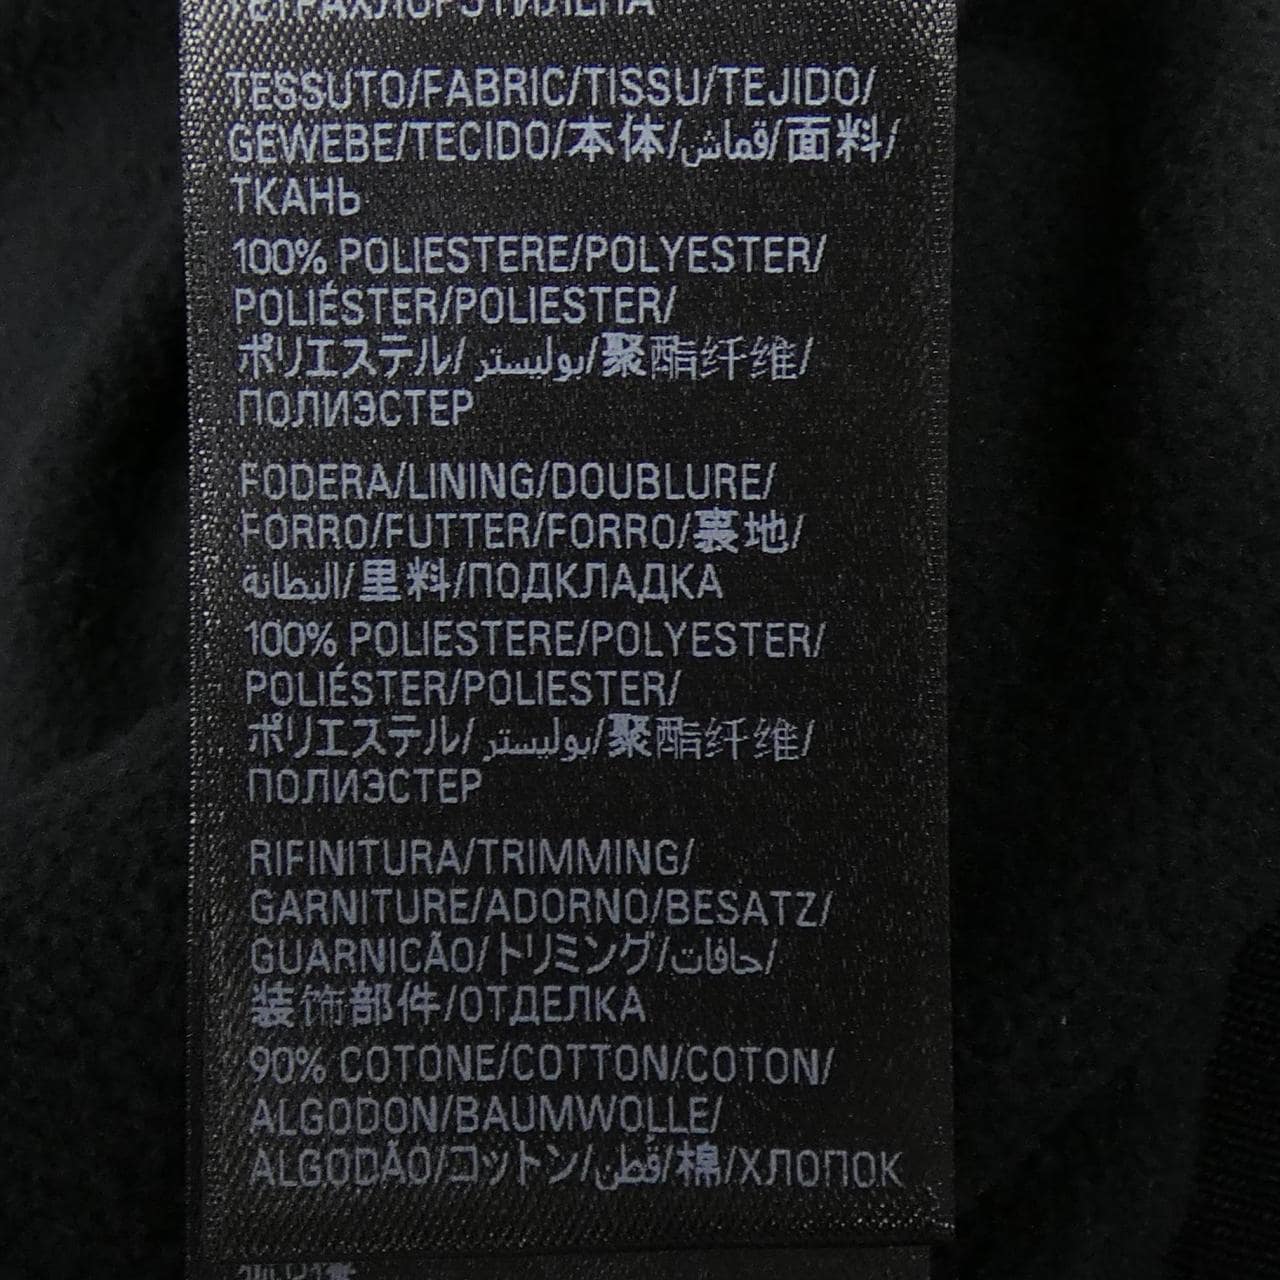 TESSUTO/FABRIC/TISSU/TEJIDO/
GEWEBE/TECIDO/本体/قماش/面料/
ТКАНЬ
100% POLIESTERE/POLYESTER/
POLIÉSTER/POLIESTER/
ポリエステル/بوليستر/聚酯纤维/
ПОЛИЭСТЕР
FODERA/LINING/DOUBLURE/
FORRO/FUTTER/FORRO/裏地/
البطانة/里料/ПОДКЛАДКА
100% POLIESTERE/POLYESTER/
POLIÉSTER/POLIESTER/
ポリエステル/بوليستر/聚酯纤维/
ПОЛИЭСТЕР
RIFINITURA/TRIMMING/
GARNITURE/ADORNO/BESATZ/
GUARNICÃO/トリミング/حافات/
装饰部件/ОТДЕЛКА
90% COTONE/COTTON/COTON/
ALGODON/BAUMWOLLE/
ALGODÃO/コットン/قطن/棉/ХЛОПОК